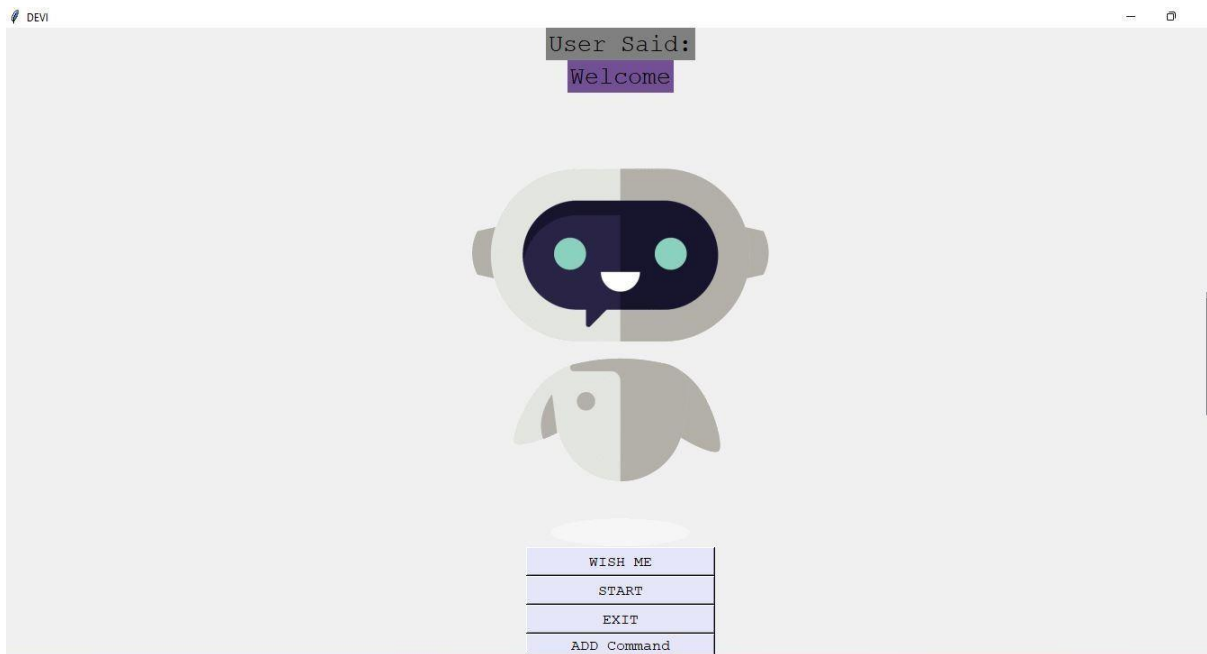 DEVI
User Said:
Welcome
WISH ME
START
EXIT
ADD Command